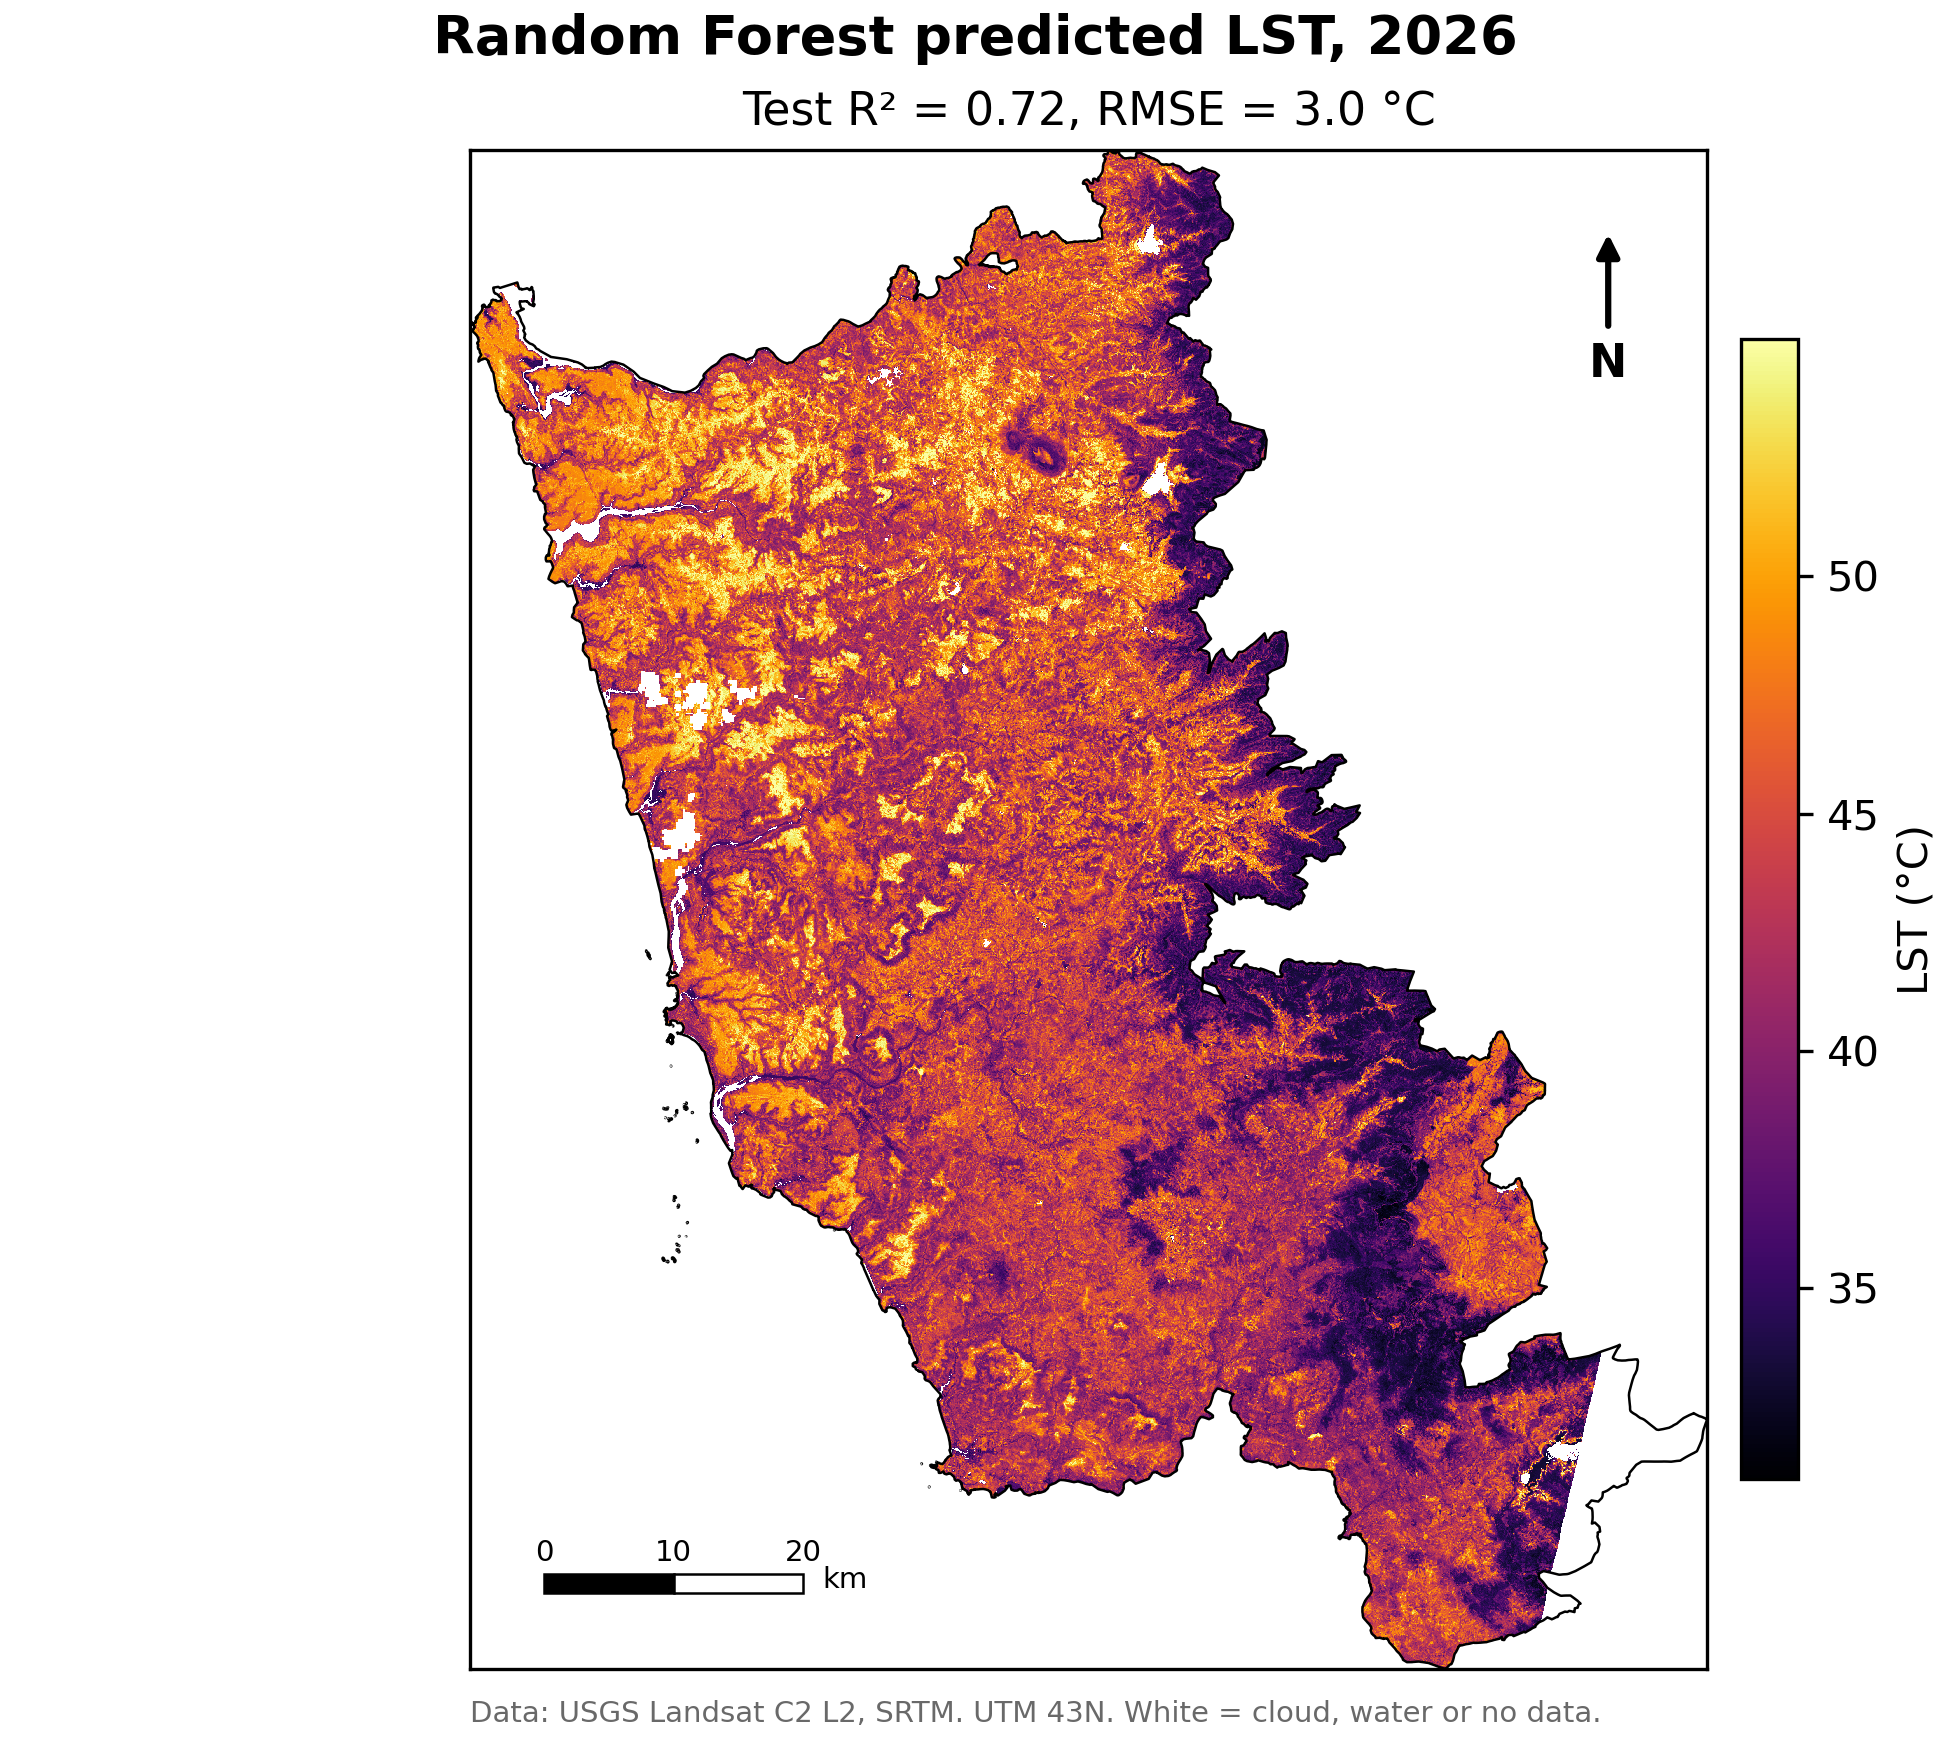 Random Forest predicted LST, 2026
Test R² = 0.72, RMSE = 3.0 °C
N
50
45
40
35
LST (°C)
0 10 20
km
Data: USGS Landsat C2 L2, SRTM. UTM 43N. White = cloud, water or no data.